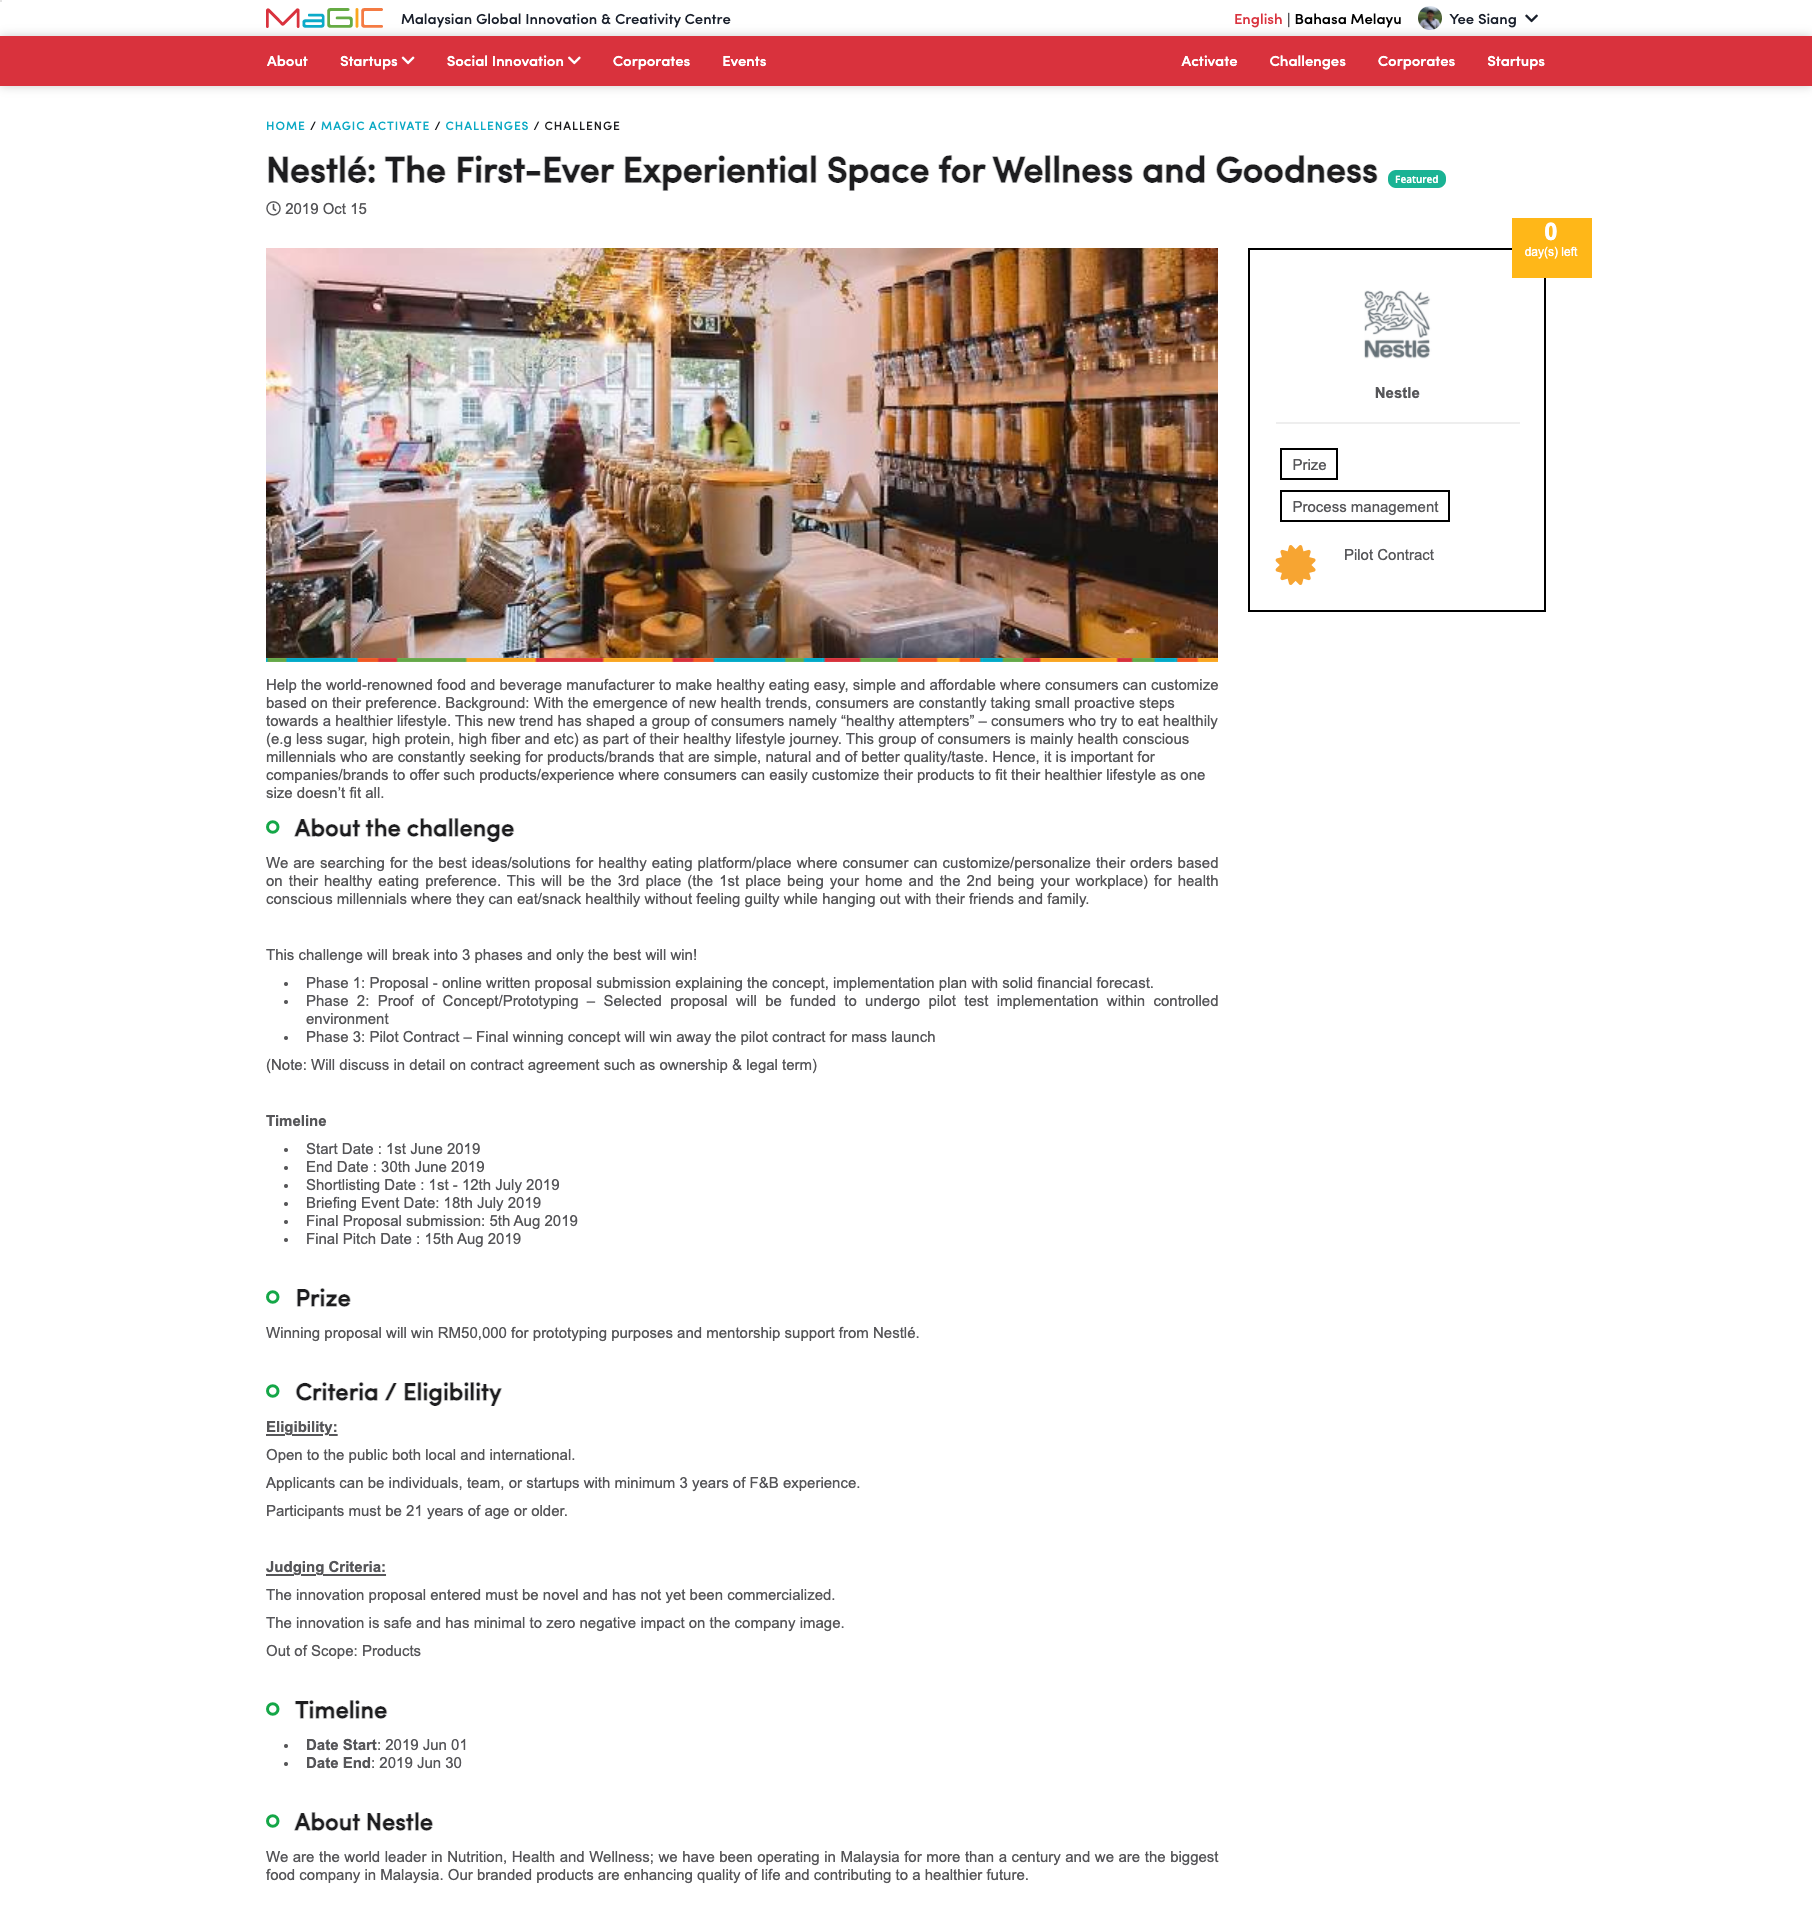 MaGIC Malaysian Global Innovation & Creativity Centre English | Bahasa Melayu Yee Siang
About Startups Social Innovation Corporates Events Activate Challenges Corporates Startups
HOME / MAGIC ACTIVATE / CHALLENGES / CHALLENGE
Nestlé: The First-Ever Experiential Space for Wellness and Goodness Featured
2019 Oct 15
0
day(s) left
Nestlé
Nestle
Prize
Process management
Pilot Contract
Help the world-renowned food and beverage manufacturer to make healthy eating easy, simple and affordable where consumers can customize
based on their preference. Background: With the emergence of new health trends, consumers are constantly taking small proactive steps
towards a healthier lifestyle. This new trend has shaped a group of consumers namely “healthy attempters” – consumers who try to eat healthily
(e.g less sugar, high protein, high fiber and etc) as part of their healthy lifestyle journey. This group of consumers is mainly health conscious
millennials who are constantly seeking for products/brands that are simple, natural and of better quality/taste. Hence, it is important for
companies/brands to offer such products/experience where consumers can easily customize their products to fit their healthier lifestyle as one
size doesn’t fit all.
About the challenge
We are searching for the best ideas/solutions for healthy eating platform/place where consumer can customize/personalize their orders based
on their healthy eating preference. This will be the 3rd place (the 1st place being your home and the 2nd being your workplace) for health
conscious millennials where they can eat/snack healthily without feeling guilty while hanging out with their friends and family.
This challenge will break into 3 phases and only the best will win!
• Phase 1: Proposal - online written proposal submission explaining the concept, implementation plan with solid financial forecast.
• Phase 2: Proof of Concept/Prototyping – Selected proposal will be funded to undergo pilot test implementation within controlled
environment
• Phase 3: Pilot Contract – Final winning concept will win away the pilot contract for mass launch
(Note: Will discuss in detail on contract agreement such as ownership & legal term)
Timeline
• Start Date : 1st June 2019
• End Date : 30th June 2019
• Shortlisting Date : 1st - 12th July 2019
• Briefing Event Date: 18th July 2019
• Final Proposal submission: 5th Aug 2019
• Final Pitch Date : 15th Aug 2019
Prize
Winning proposal will win RM50,000 for prototyping purposes and mentorship support from Nestlé.
Criteria / Eligibility
Eligibility:
Open to the public both local and international.
Applicants can be individuals, team, or startups with minimum 3 years of F&B experience.
Participants must be 21 years of age or older.
Judging Criteria:
The innovation proposal entered must be novel and has not yet been commercialized.
The innovation is safe and has minimal to zero negative impact on the company image.
Out of Scope: Products
Timeline
• Date Start: 2019 Jun 01
• Date End: 2019 Jun 30
About Nestle
We are the world leader in Nutrition, Health and Wellness; we have been operating in Malaysia for more than a century and we are the biggest
food company in Malaysia. Our branded products are enhancing quality of life and contributing to a healthier future.